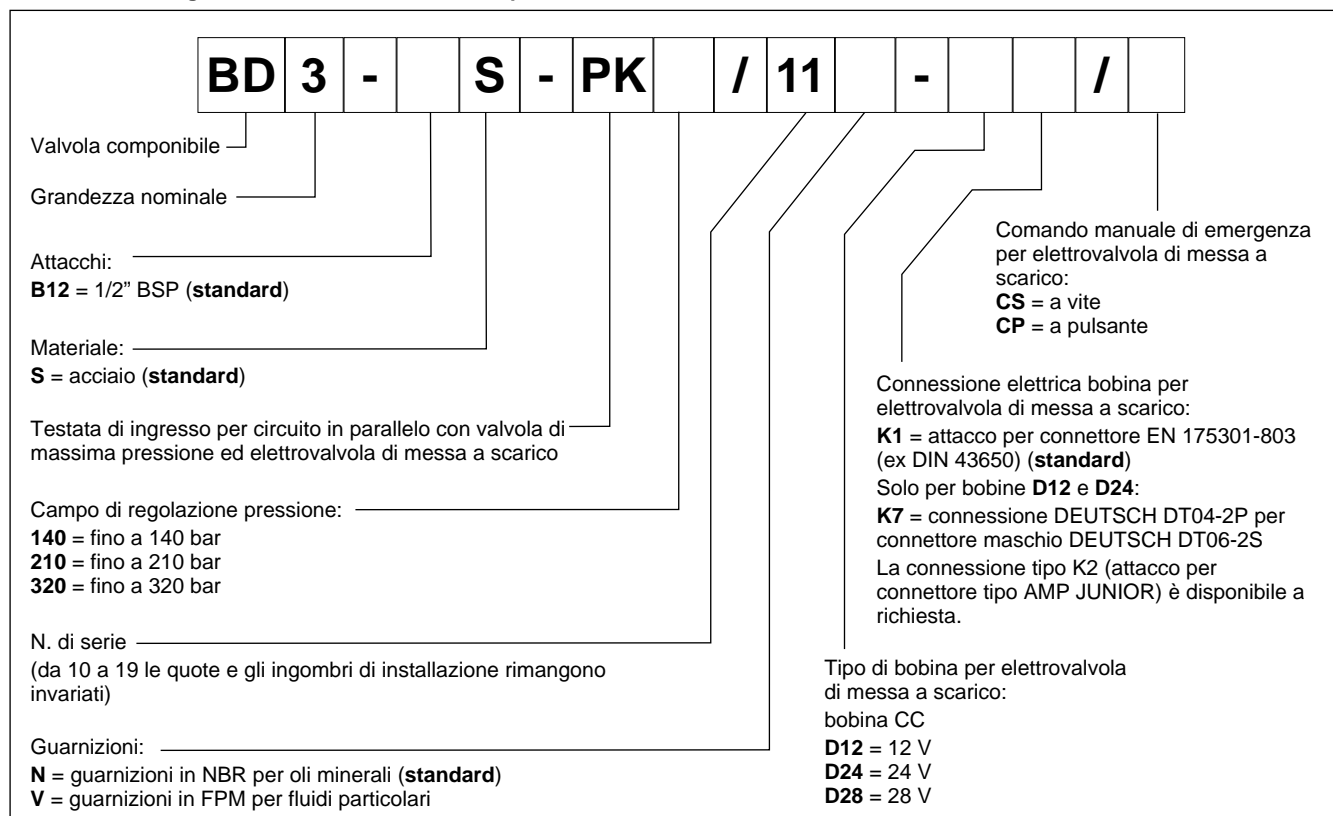 BD 3 - S - PK / 11 - /
Valvola componibile
Grandezza nominale
Attacchi:
B12 = 1/2” BSP (standard)
Materiale:
S = acciaio (standard)
Testata di ingresso per circuito in parallelo con valvola di
massima pressione ed elettrovalvola di messa a scarico
Campo di regolazione pressione:
140 = fino a 140 bar
210 = fino a 210 bar
320 = fino a 320 bar
N. di serie
(da 10 a 19 le quote e gli ingombri di installazione rimangono
invariati)
Guarnizioni:
N = guarnizioni in NBR per oli minerali (standard)
V = guarnizioni in FPM per fluidi particolari
Comando manuale di emergenza
per elettrovalvola di messa a
scarico:
CS = a vite
CP = a pulsante
Connessione elettrica bobina per
elettrovalvola di messa a scarico:
K1 = attacco per connettore EN 175301-803
(ex DIN 43650) (standard)
Solo per bobine D12 e D24:
K7 = connessione DEUTSCH DT04-2P per
connettore maschio DEUTSCH DT06-2S
La connessione tipo K2 (attacco per
connettore tipo AMP JUNIOR) è disponibile a
richiesta.
Tipo di bobina per elettrovalvola
di messa a scarico:
bobina CC
D12 = 12 V
D24 = 24 V
D28 = 28 V